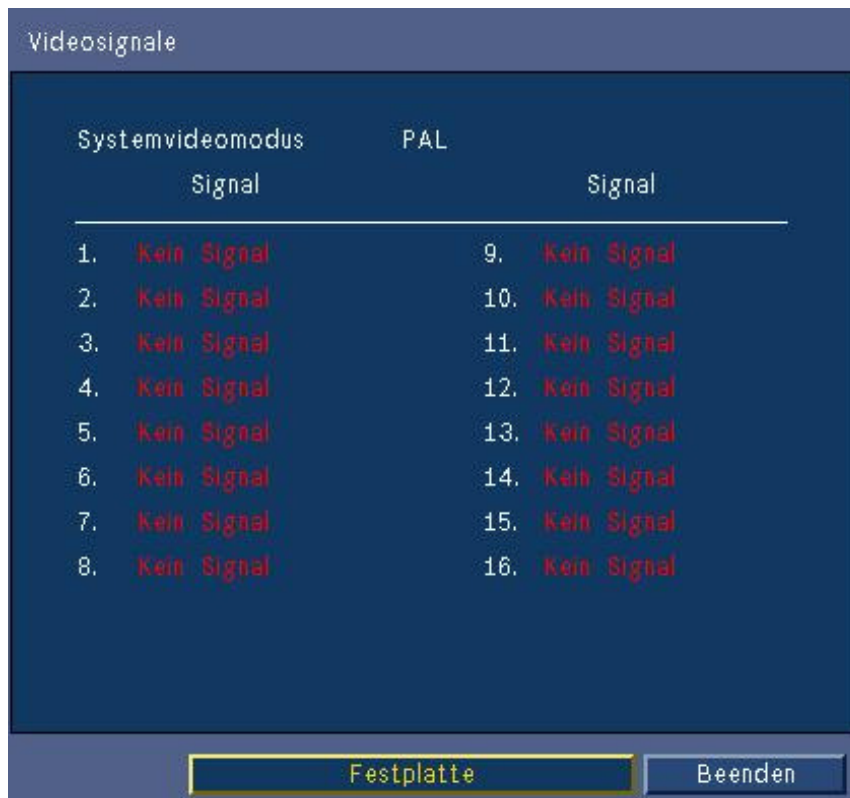 Videosignale
Systemvideomodus PAL
Signal Signal
1. Kein Signal 9. Kein Signal
2. Kein Signal 10. Kein Signal
3. Kein Signal 11. Kein Signal
4. Kein Signal 12. Kein Signal
5. Kein Signal 13. Kein Signal
6. Kein Signal 14. Kein Signal
7. Kein Signal 15. Kein Signal
8. Kein Signal 16. Kein Signal
Festplatte Beenden